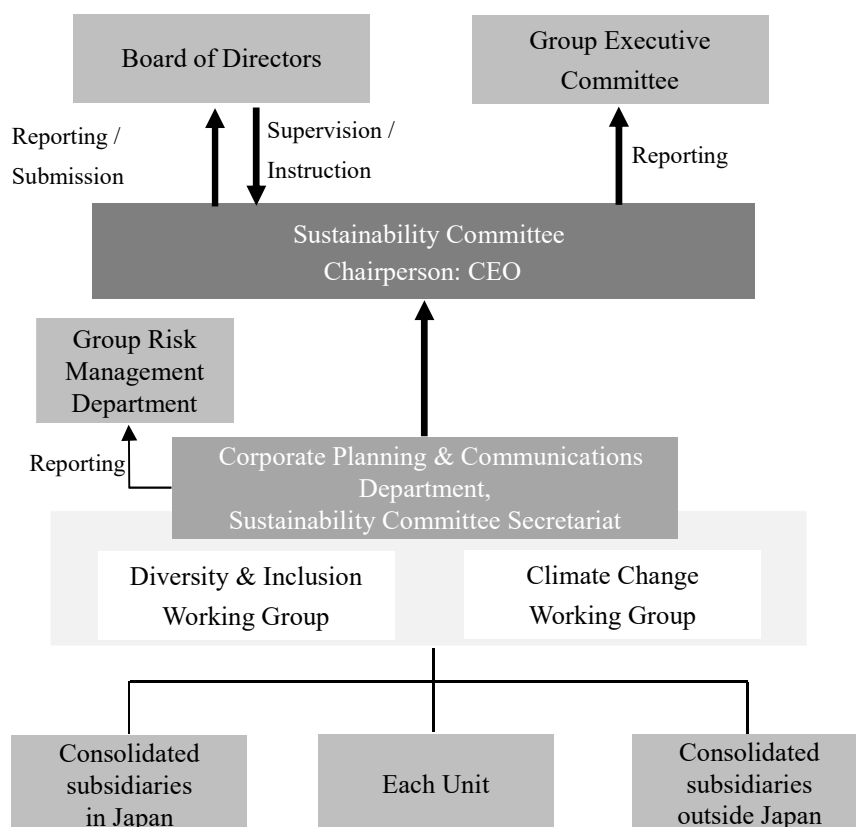 Board of Directors
Group Executive
Committee
Reporting /
Submission
Supervision /
Instruction
Reporting
Sustainability Committee
Chairperson: CEO
Group Risk
Management
Department
Reporting
Corporate Planning & Communications
Department,
Sustainability Committee Secretariat
Diversity & Inclusion
Working Group
Climate Change
Working Group
Consolidated
subsidiaries
in Japan
Each Unit
Consolidated
subsidiaries
outside Japan